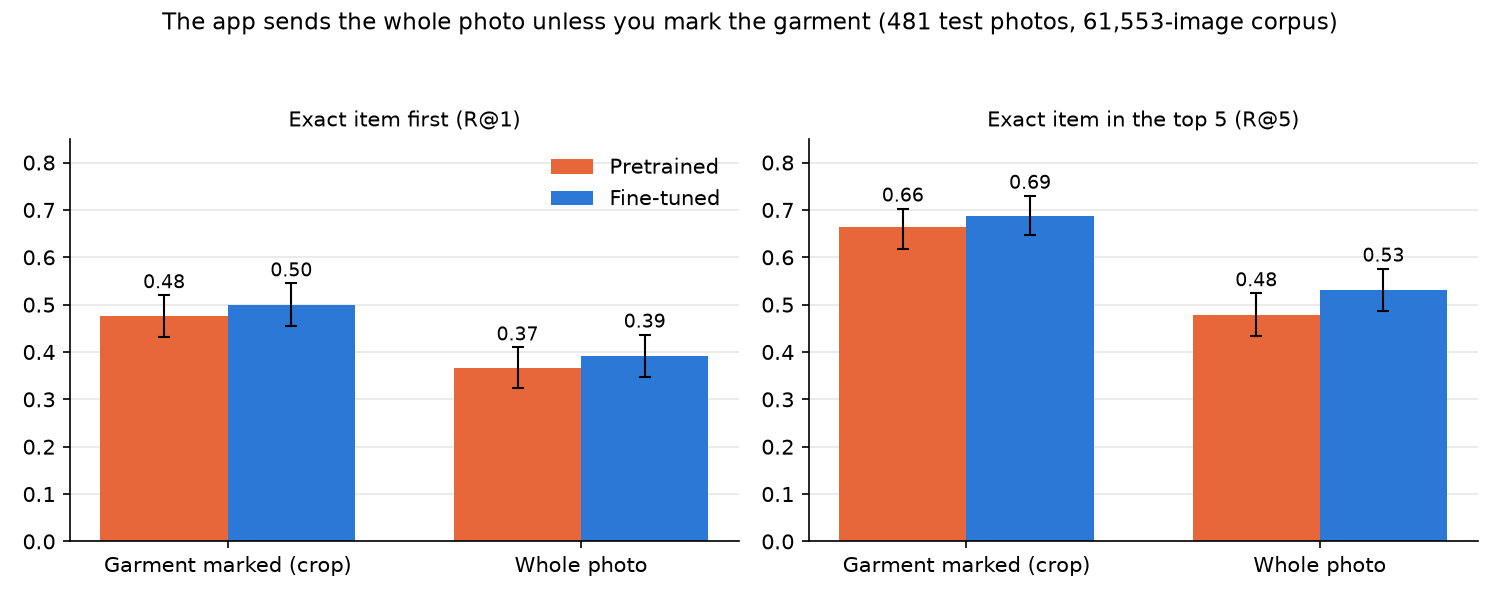 The app sends the whole photo unless you mark the garment (481 test photos, 61,553-image corpus)
Exact item first (R@1)
0.8
0.7
0.6
0.5
0.4
0.3
0.2
0.1
0.0
Pretrained
Fine-tuned
0.48
0.50
0.37
0.39
Garment marked (crop)
Whole photo
Exact item in the top 5 (R@5)
0.8
0.7
0.6
0.5
0.4
0.3
0.2
0.1
0.0
0.66
0.69
0.48
0.53
Garment marked (crop)
Whole photo